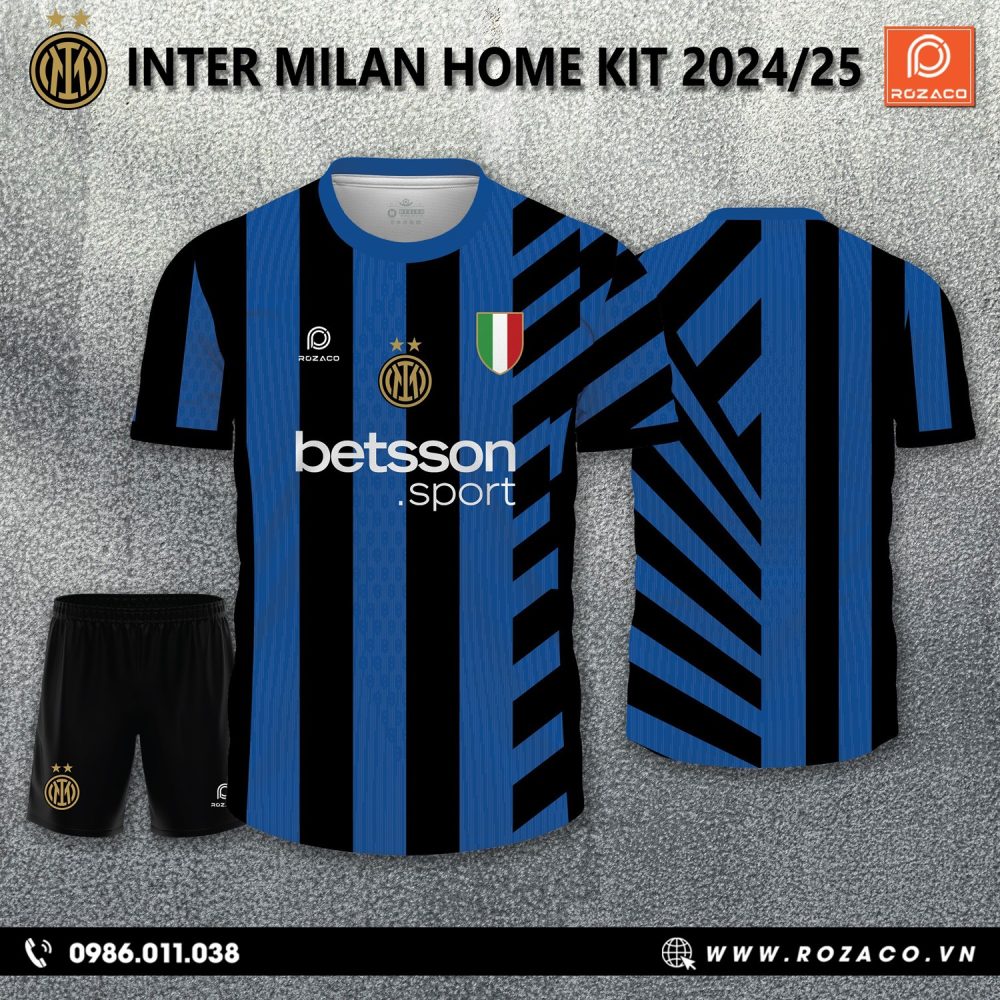 INTER MILAN HOME KIT 2024/25
ROZACO
ROZACO
betsson
.sport
ROZACO
0986.011.038
WWW.ROZACO.VN